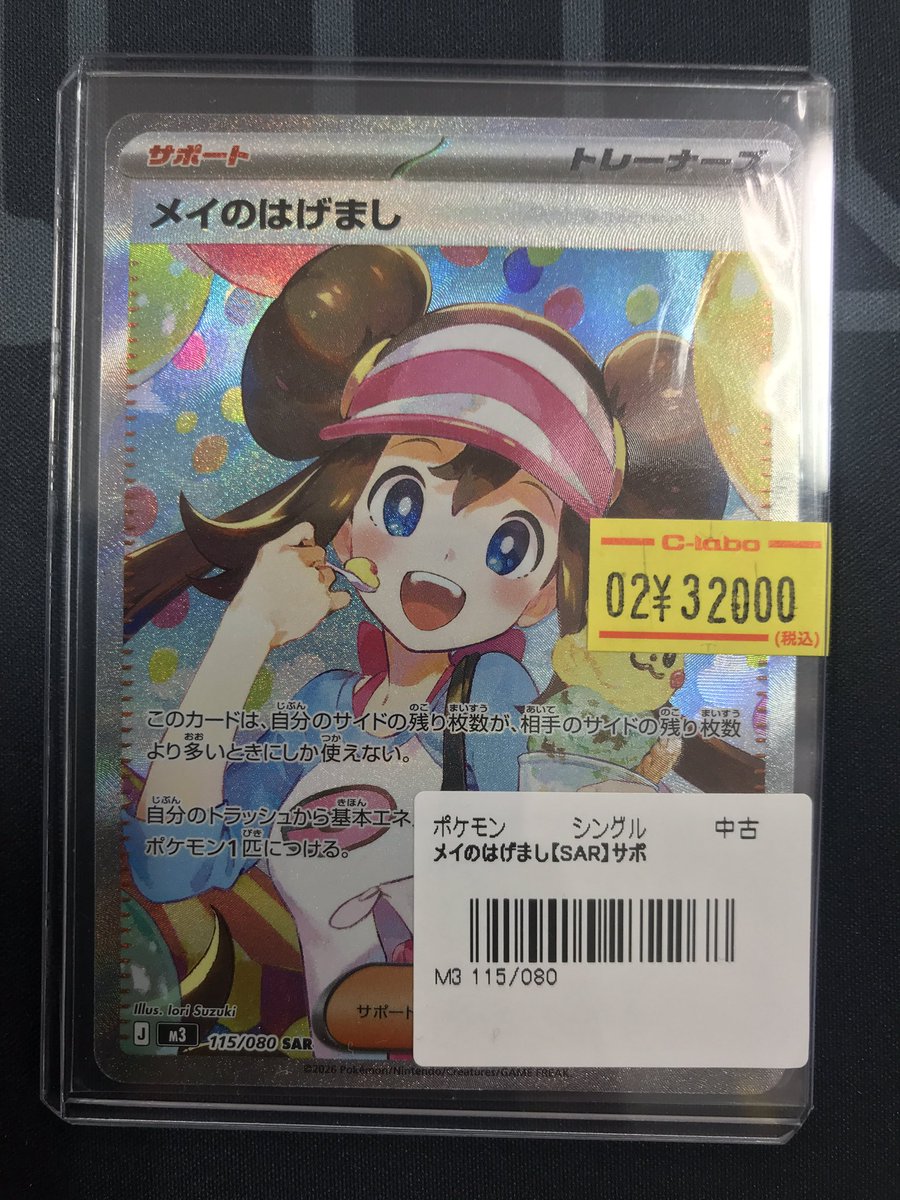 サポート
トレーナーズ
メイのはげまし
C-labo
02¥32000
(税込)
このカードは、自分のサイドの残り枚数が、相手のサイドの残り枚数
より多いときにしか使えない。
自分のトラッシュから基本エネ
ポケモン1匹につける。
ポケモン シングル 中古
メイのはげまし【SAR】サポ
M3 115/080
サポート
Illus. Iori Suzuki
J M3 115/080 SAR
©2026 Pokémon/Nintendo/Creatures/GAME FREAK